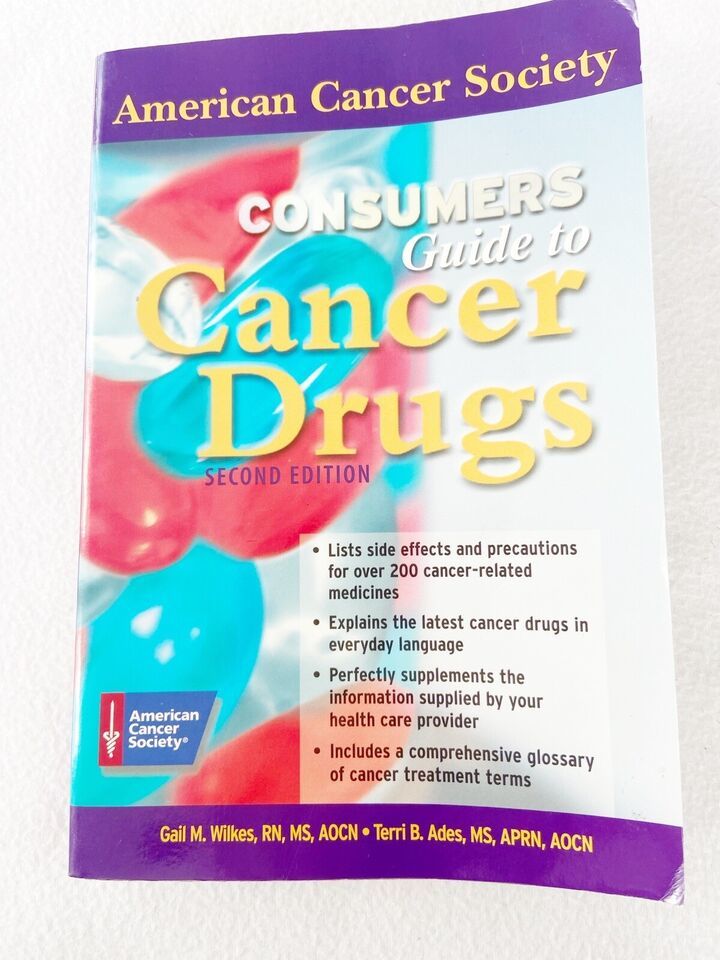 American Cancer Society
CONSUMERS
Guide to
Cancer
Drugs
SECOND EDITION
• Lists side effects and precautions
for over 200 cancer-related
medicines
• Explains the latest cancer drugs in
everyday language
• Perfectly supplements the
information supplied by your
health care provider
• Includes a comprehensive glossary
of cancer treatment terms
American
Cancer
Society®
Gail M. Wilkes, RN, MS, AOCN • Terri B. Ades, MS, APRN, AOCN